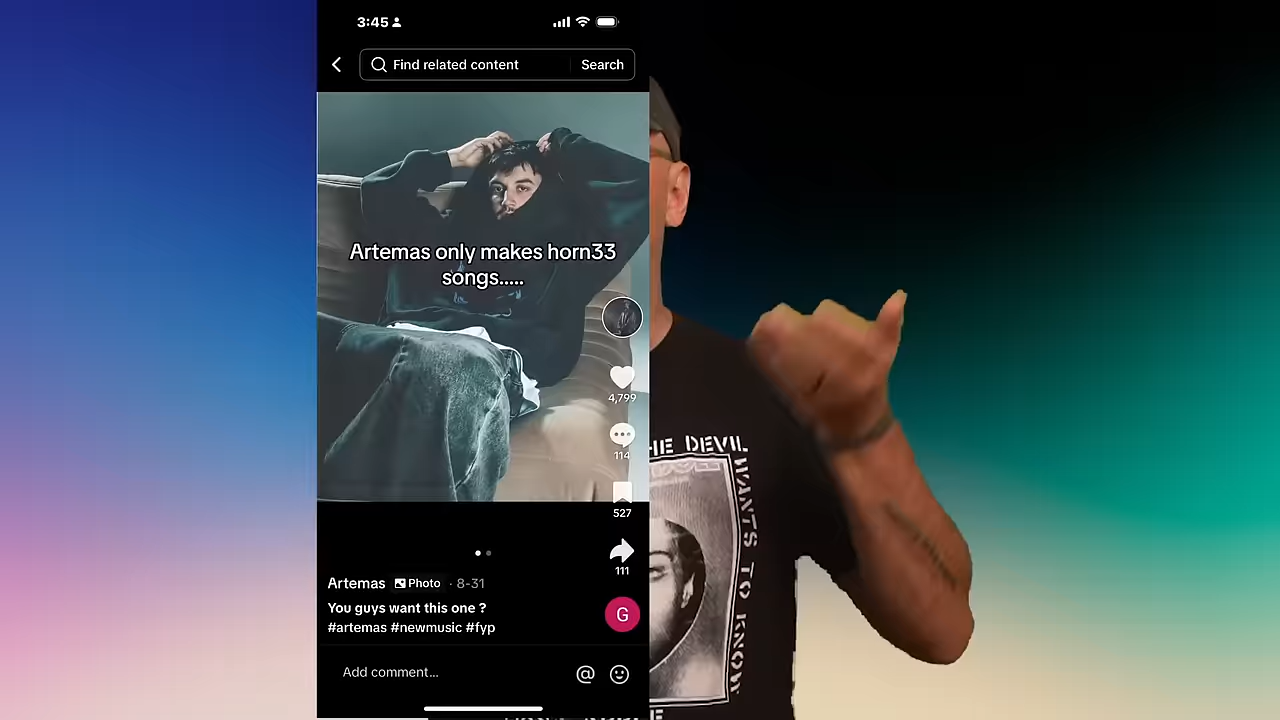 3:45
Find related content
Search
Artemas only makes horn33
songs.....
4,799
114
527
111
Artemas
Photo
· 8-31
You guys want this one ?
#artemas #newmusic #fyp
G
Add comment...
@
HE DEVIL
WANTS TO KNOW